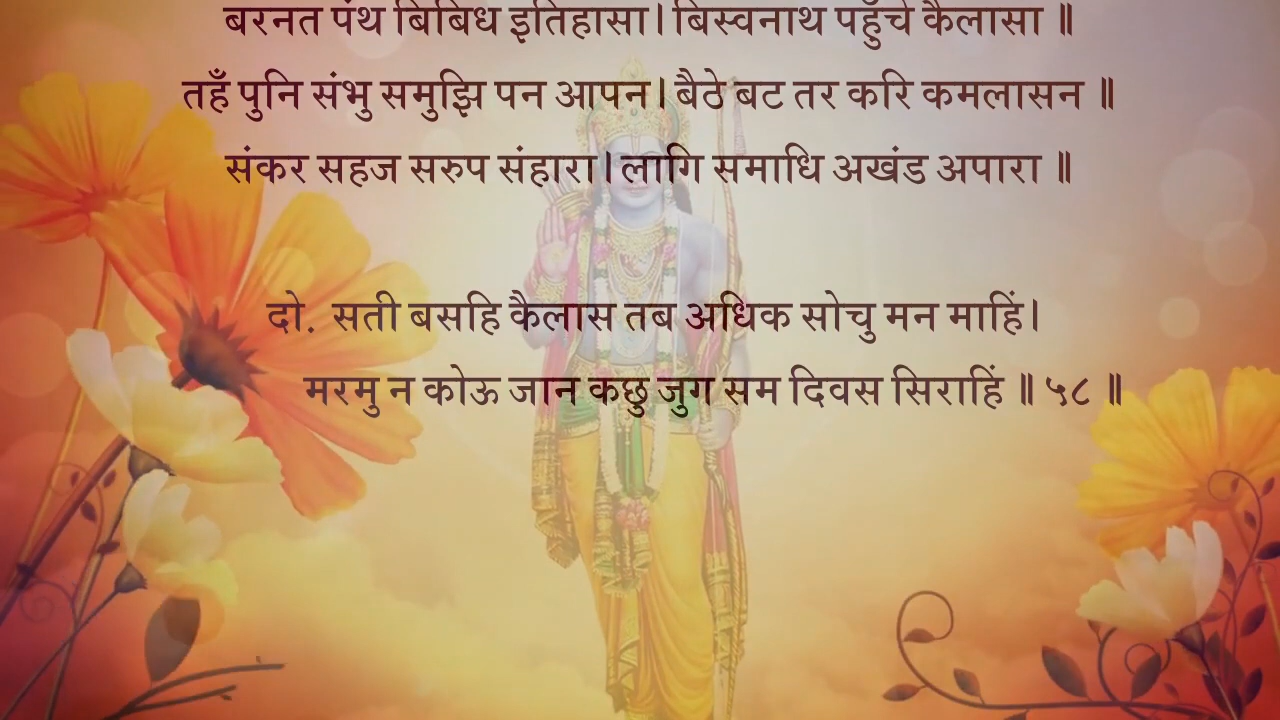 बरनत पंथ बिबिध इतिहासा। बिस्वनाथ पहुँचे कैलासा ॥
तहँ पुनि संभु समुझि पन आपन। बैठे बट तर करि कमलासन ॥
संकर सहज सरुप संहारा। लागि समाधि अखंड अपारा ॥
दो. सती बसहि कैलास तब अधिक सोचु मन माहिं।
मरमु न कोऊ जान कछु जुग सम दिवस सिराहिं ॥ ५८ ॥